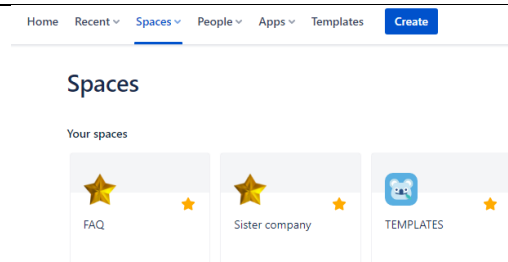 Home Recent Spaces People Apps Templates Create
Spaces
Your spaces
FAQ Sister company TEMPLATES